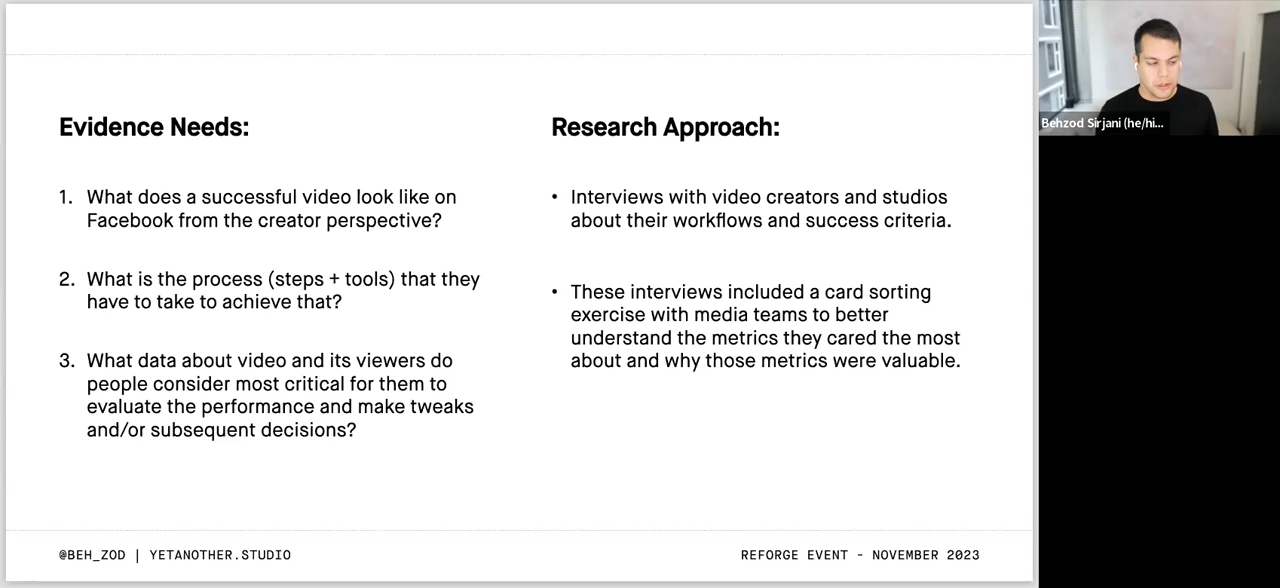 Evidence Needs:
1. What does a successful video look like on
Facebook from the creator perspective?
2. What is the process (steps + tools) that they
have to take to achieve that?
3. What data about video and its viewers do
people consider most critical for them to
evaluate the performance and make tweaks
and/or subsequent decisions?
Research Approach:
• Interviews with video creators and studios
about their workflows and success criteria.
• These interviews included a card sorting
exercise with media teams to better
understand the metrics they cared the most
about and why those metrics were valuable.
@BEH_ZOD | YETANOTHER.STUDIO
REFORGE EVENT - NOVEMBER 2023
Behzod Sirjani (he/hi...